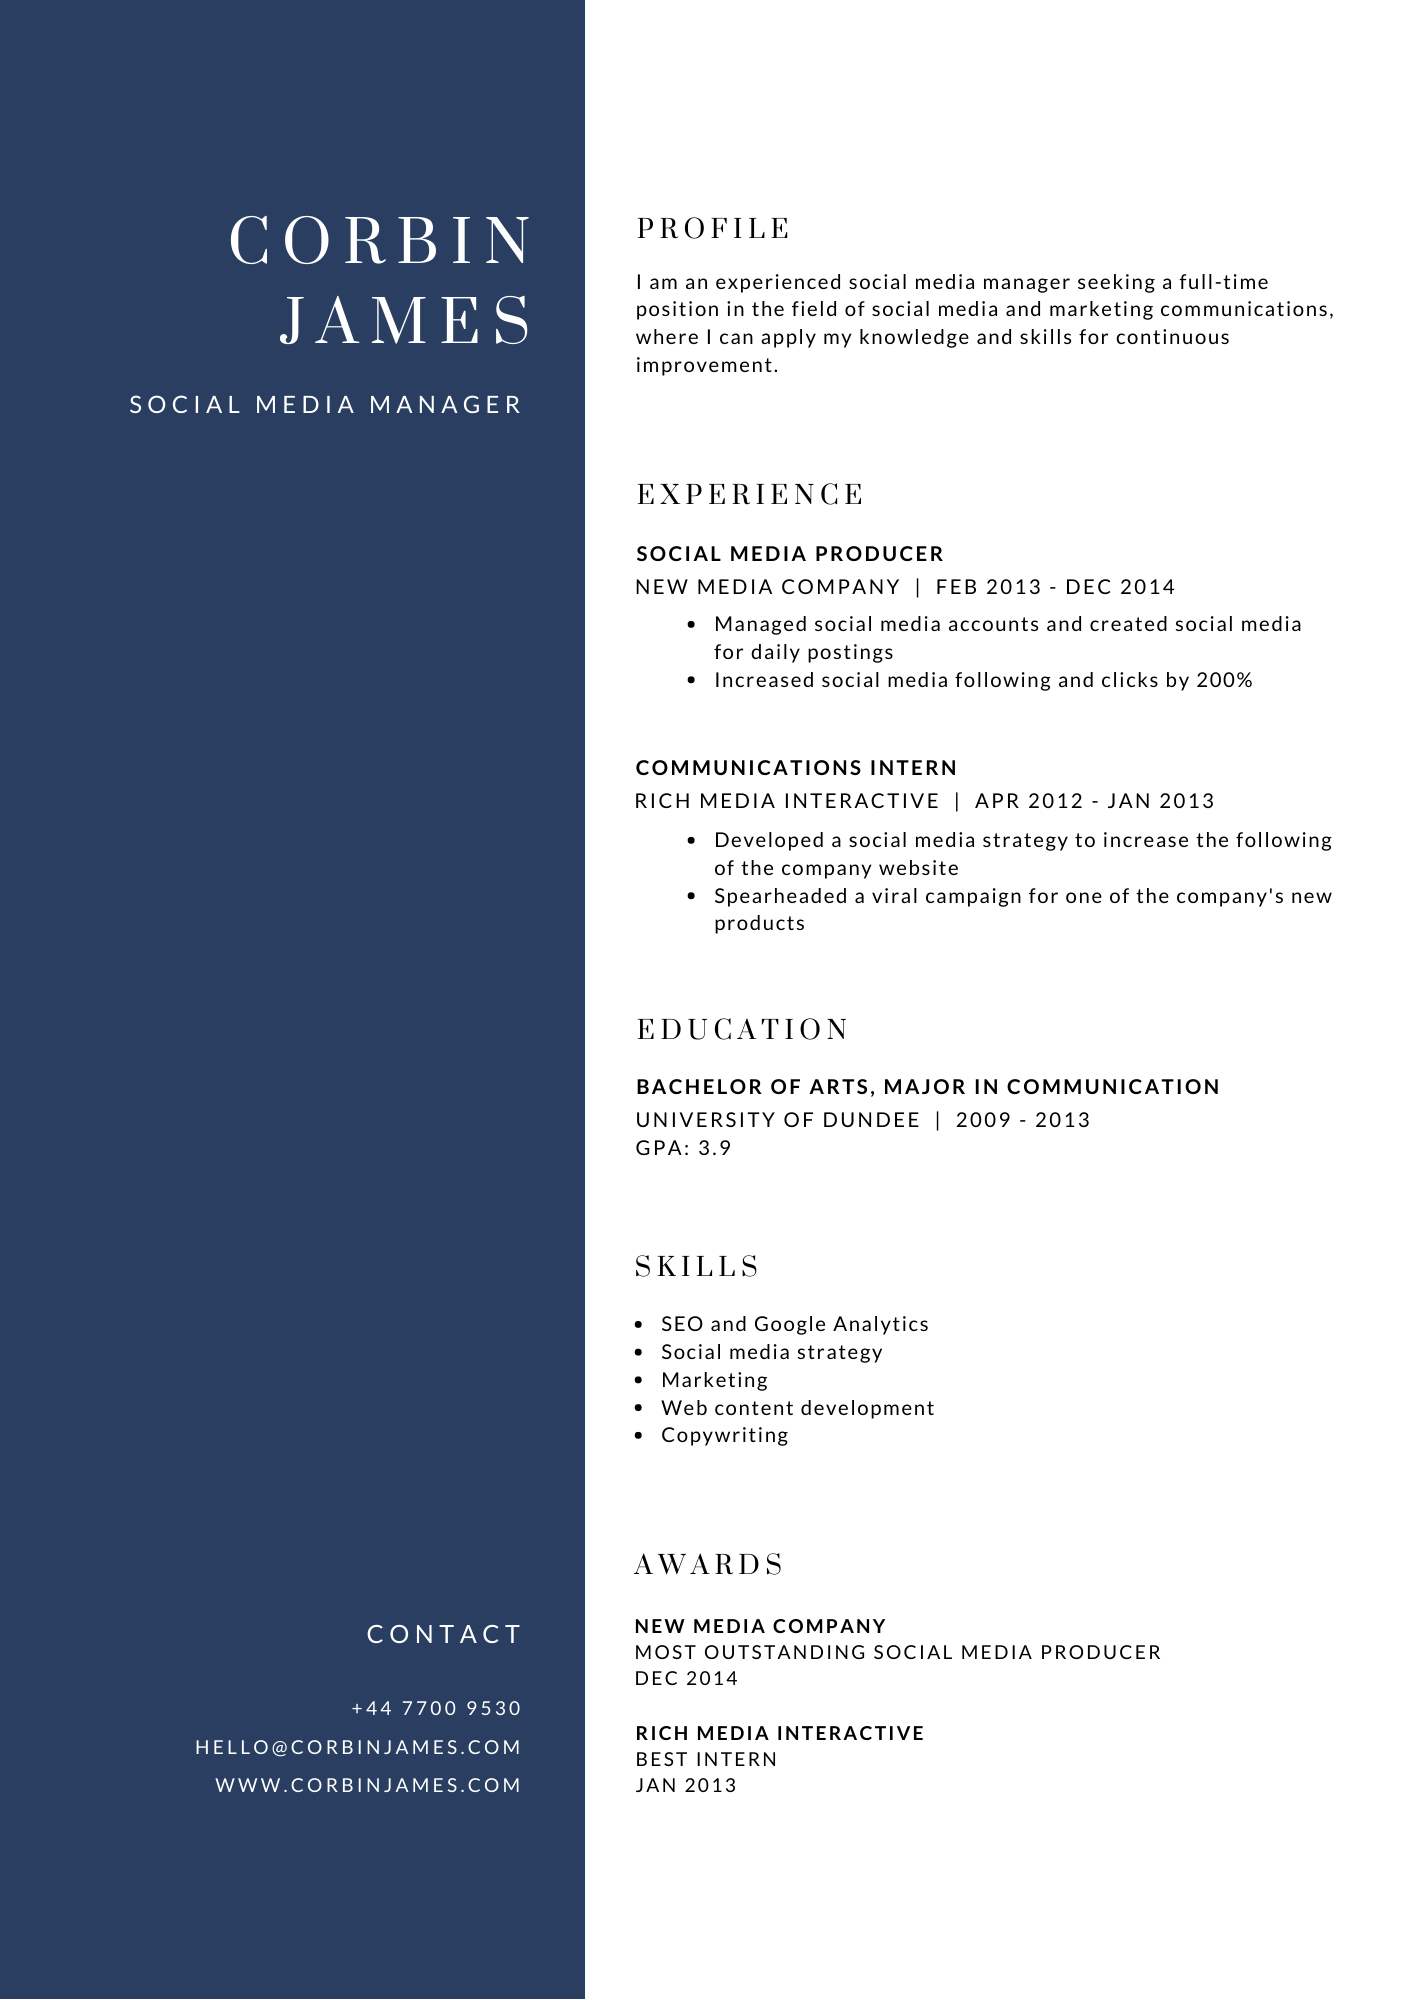 CORBIN
JAMES
SOCIAL MEDIA MANAGER
CONTACT
+44 7700 9530
HELLO@CORBINJAMES.COM
WWW.CORBINJAMES.COM
PROFILE
I am an experienced social media manager seeking a full-time
position in the field of social media and marketing communications,
where I can apply my knowledge and skills for continuous
improvement.
EXPERIENCE
SOCIAL MEDIA PRODUCER
NEW MEDIA COMPANY | FEB 2013 - DEC 2014
• Managed social media accounts and created social media
for daily postings
• Increased social media following and clicks by 200%
COMMUNICATIONS INTERN
RICH MEDIA INTERACTIVE | APR 2012 - JAN 2013
• Developed a social media strategy to increase the following
of the company website
• Spearheaded a viral campaign for one of the company's new
products
EDUCATION
BACHELOR OF ARTS, MAJOR IN COMMUNICATION
UNIVERSITY OF DUNDEE | 2009 - 2013
GPA: 3.9
SKILLS
• SEO and Google Analytics
• Social media strategy
• Marketing
• Web content development
• Copywriting
AWARDS
NEW MEDIA COMPANY
MOST OUTSTANDING SOCIAL MEDIA PRODUCER
DEC 2014
RICH MEDIA INTERACTIVE
BEST INTERN
JAN 2013